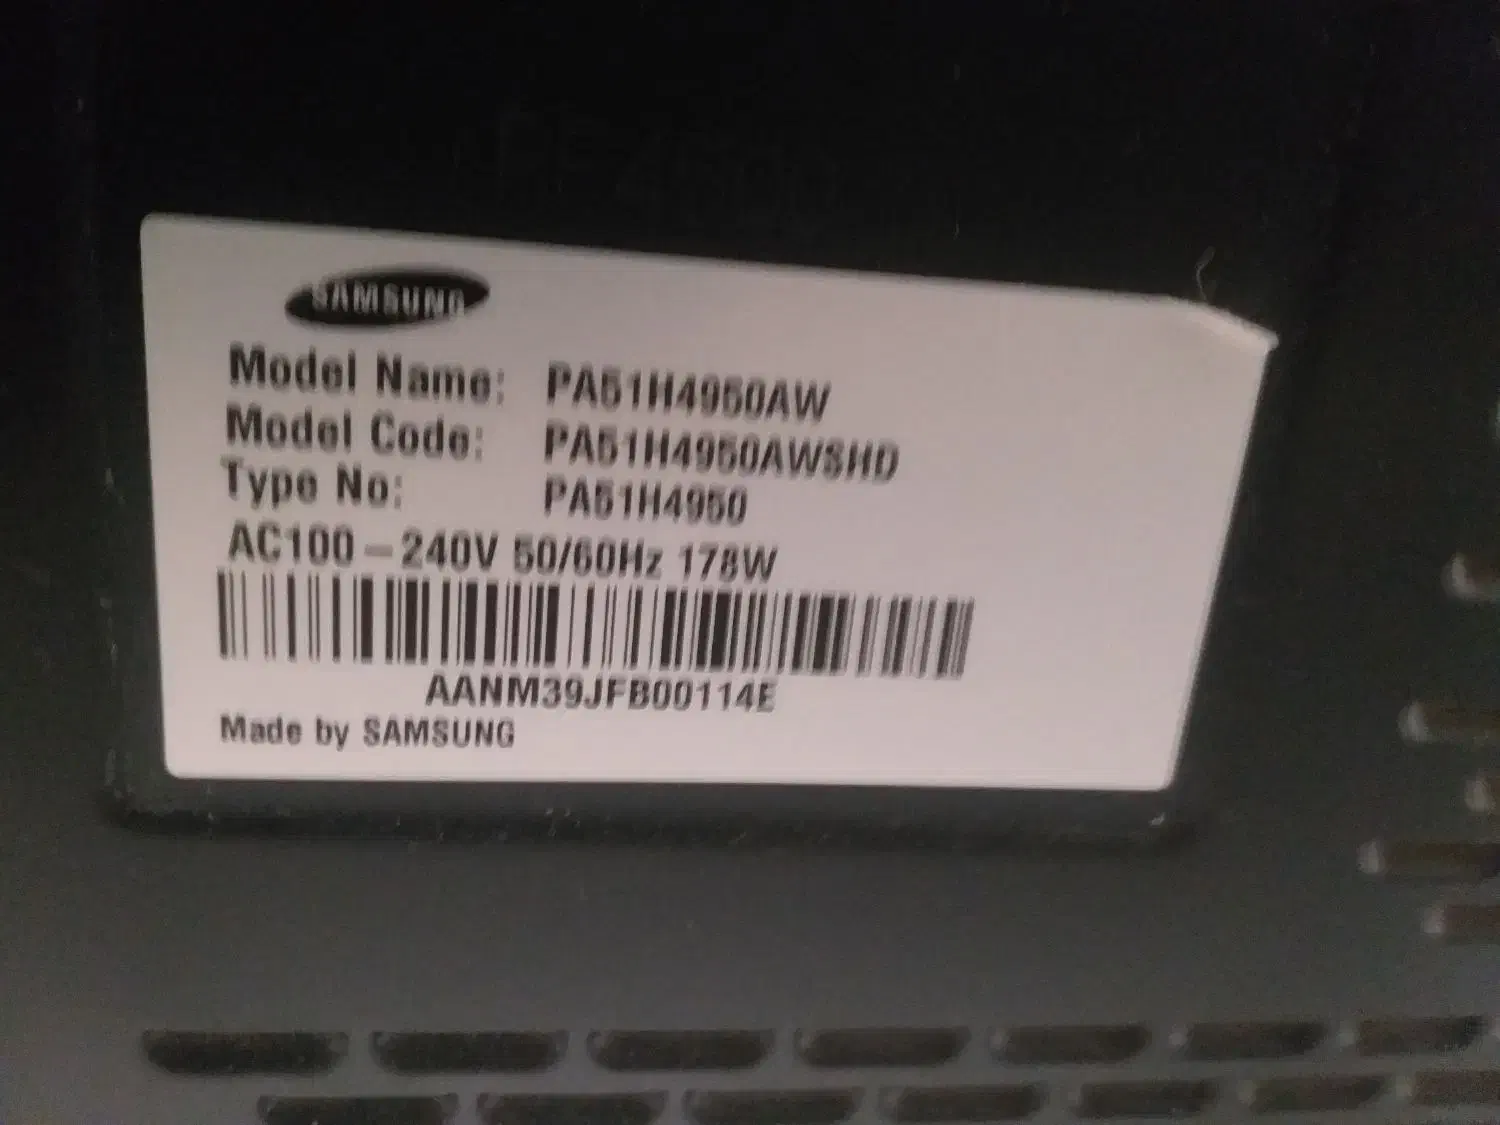 SAMSUNG
Model Name: PA51H4950AW
Model Code: PA51H4950AWSHD
Type No: PA51H4950
AC100 – 240V 50/60Hz 178W
AANM39JFB00114E
Made by SAMSUNG